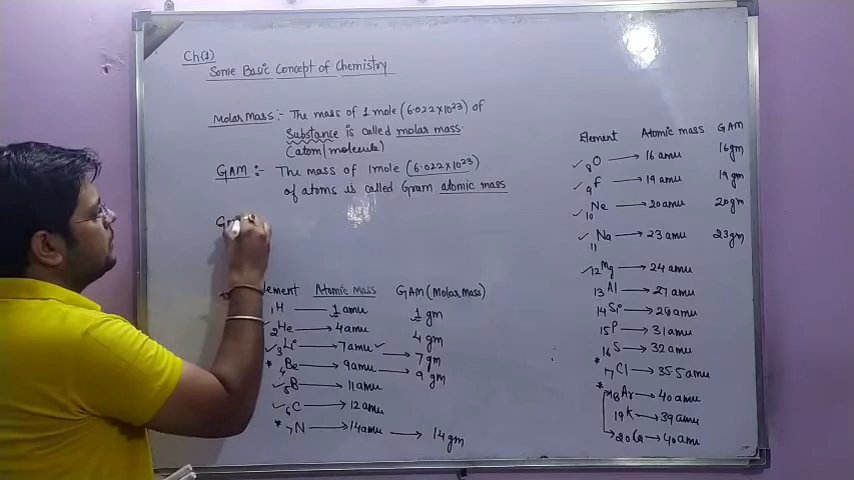 Ch(1)
Some Basic Concept of Chemistry
Molar Mass :- The mass of 1 mole (6.022×10²³) of
Substance is called molar mass.
(atom/molecule)
GAM :- The mass of 1mole (6.022×10²³)
of atoms is called Gram atomic mass
Element Atomic Mass GAM (Molar Mass)
₁H → 1 amu 1 gm
✓ ₂He → 4 amu 4 gm
✓ ₃Li → 7 amu ✓ → 7 gm
* ₄Be → 9 amu → 9 gm
✓ ₅B → 11 amu
✓ ₆C → 12 amu
* ₇N → 14 amu → 14 gm
Element Atomic mass GAM
✓ ₈O → 16 amu 16 gm
✓ ₉F → 19 amu 19 gm
✓ ₁₀Ne → 20 amu 20 gm
✓ ₁₁Na → 23 amu 23 gm
✓ ₁₂Mg → 24 amu
₁₃Al → 27 amu
₁₄Si → 28 amu
₁₅P → 31 amu
* ₁₆S → 32 amu
₁₇Cl → 35.5 amu
* ₁₈Ar → 40 amu
₁₉K → 39 amu
₂₀Ca → 40 amu